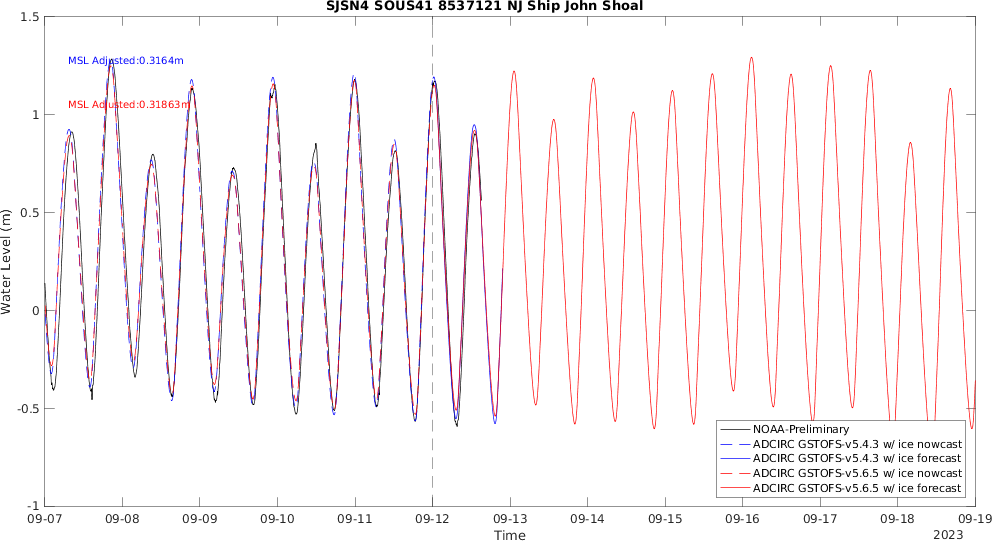 SJSN4 SOUS41 8537121 NJ Ship John Shoal
1.5
1
0.5
0
-0.5
-1
Water Level (m)
MSL Adjusted:0.3164m
MSL Adjusted:0.31863m
NOAA-Preliminary
ADCIRC GSTOFS-v5.4.3 w/ ice nowcast
ADCIRC GSTOFS-v5.4.3 w/ ice forecast
ADCIRC GSTOFS-v5.6.5 w/ ice nowcast
ADCIRC GSTOFS-v5.6.5 w/ ice forecast
09-07 09-08 09-09 09-10 09-11 09-12 09-13 09-14 09-15 09-16 09-17 09-18 09-19
Time
2023